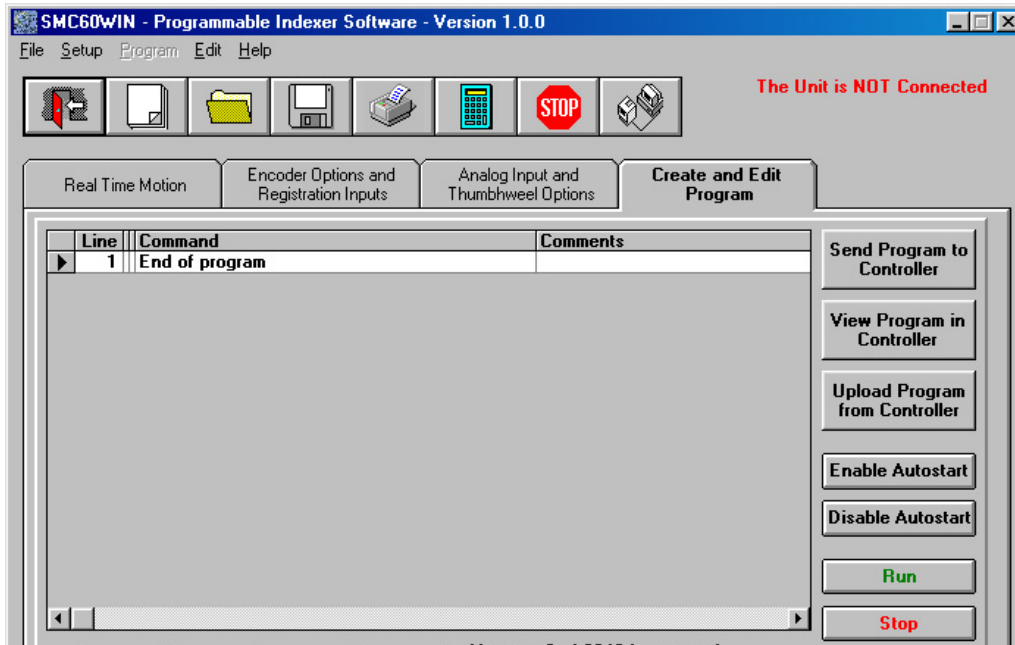 SMC60WIN - Programmable Indexer Software - Version 1.0.0
File Setup Program Edit Help
STOP
The Unit is NOT Connected
Real Time Motion
Encoder Options and
Registration Inputs
Analog Input and
Thumbhweel Options
Create and Edit
Program
Line Command Comments
1 End of program
Send Program to
Controller
View Program in
Controller
Upload Program
from Controller
Enable Autostart
Disable Autostart
Run
Stop